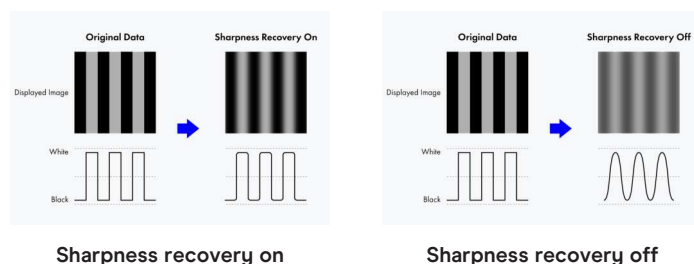 Original Data
Sharpness Recovery On
Displayed Image
White
Black
Sharpness recovery on
Original Data
Sharpness Recovery Off
Displayed Image
White
Black
Sharpness recovery off